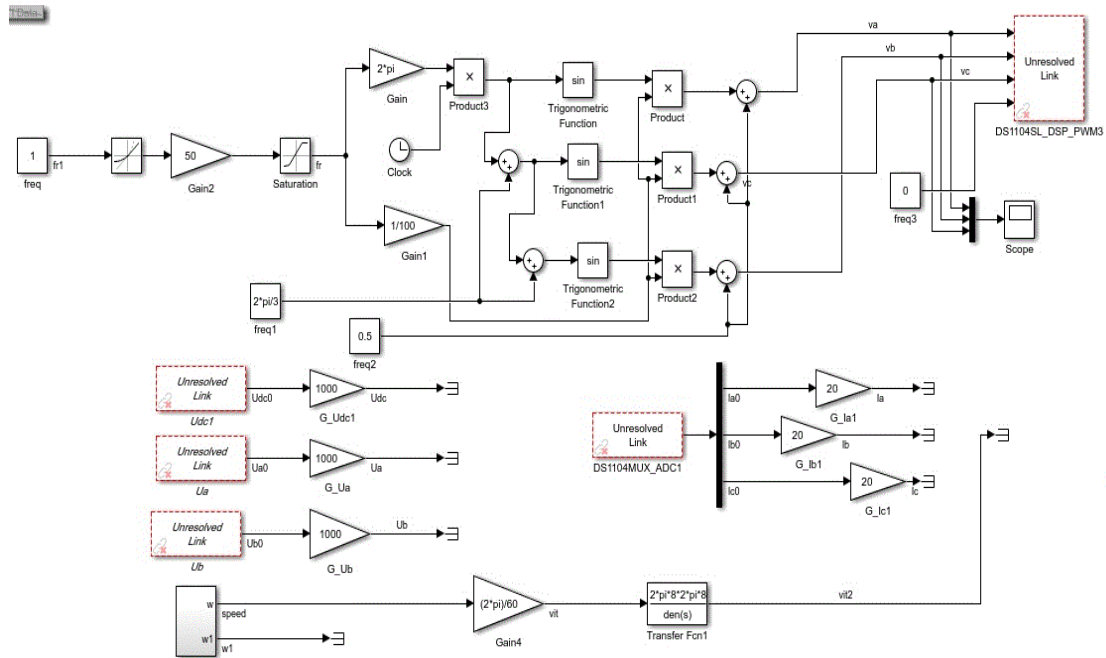 Data
va
vb
vc
Unresolved
Link
DS1104SL_DSP_PWM3
2*pi
Gain
×
Product3
sin
Trigonometric
Function
×
Product
1
freq
fr1
50
Gain2
Saturation
fr
Clock
sin
Trigonometric
Function1
×
Product1
vc
0
freq3
Scope
1/100
Gain1
sin
Trigonometric
Function2
×
Product2
2*pi/3
freq1
0.5
freq2
Unresolved
Link
Udc1
Udc0
1000
G_Udc1
Udc
Unresolved
Link
Ua
Ua0
1000
G_Ua
Ua
Unresolved
Link
Ub
Ub0
1000
G_Ub
Ub
Unresolved
Link
DS1104MUX_ADC1
Ia0
20
G_Ia1
Ia
Ib0
20
G_Ib1
Ib
Ic0
20
G_Ic1
Ic
w
speed
w1
w1
(2*pi)/60
Gain4
vit
2*pi*8*2*pi*8
den(s)
Transfer Fcn1
vit2